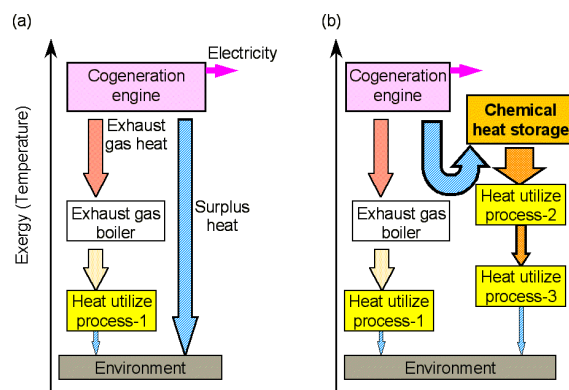 (a)
Exergy (Temperature)
Cogeneration
engine
Electricity
Exhaust
gas heat
Surplus
heat
Exhaust gas
boiler
Heat utilize
process-1
Environment
(b)
Cogeneration
engine
Chemical
heat storage
Exhaust gas
boiler
Heat utilize
process-2
Heat utilize
process-3
Heat utilize
process-1
Environment